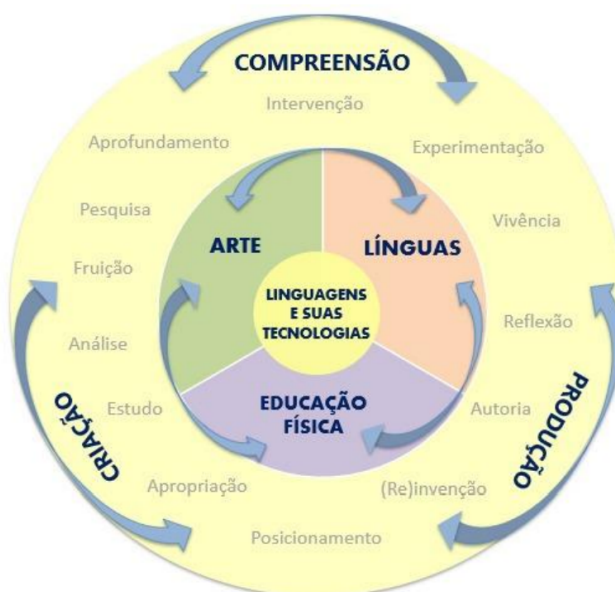 COMPREENSÃO
Intervenção
Aprofundamento
Experimentação
Pesquisa
Vivência
ARTE
LÍNGUAS
Fruição
LINGUAGENS
E SUAS
TECNOLOGIAS
Reflexão
Análise
EDUCAÇÃO
FÍSICA
Estudo
Autoria
CRIAÇÃO
PRODUÇÃO
Apropriação
(Re)invenção
Posicionamento